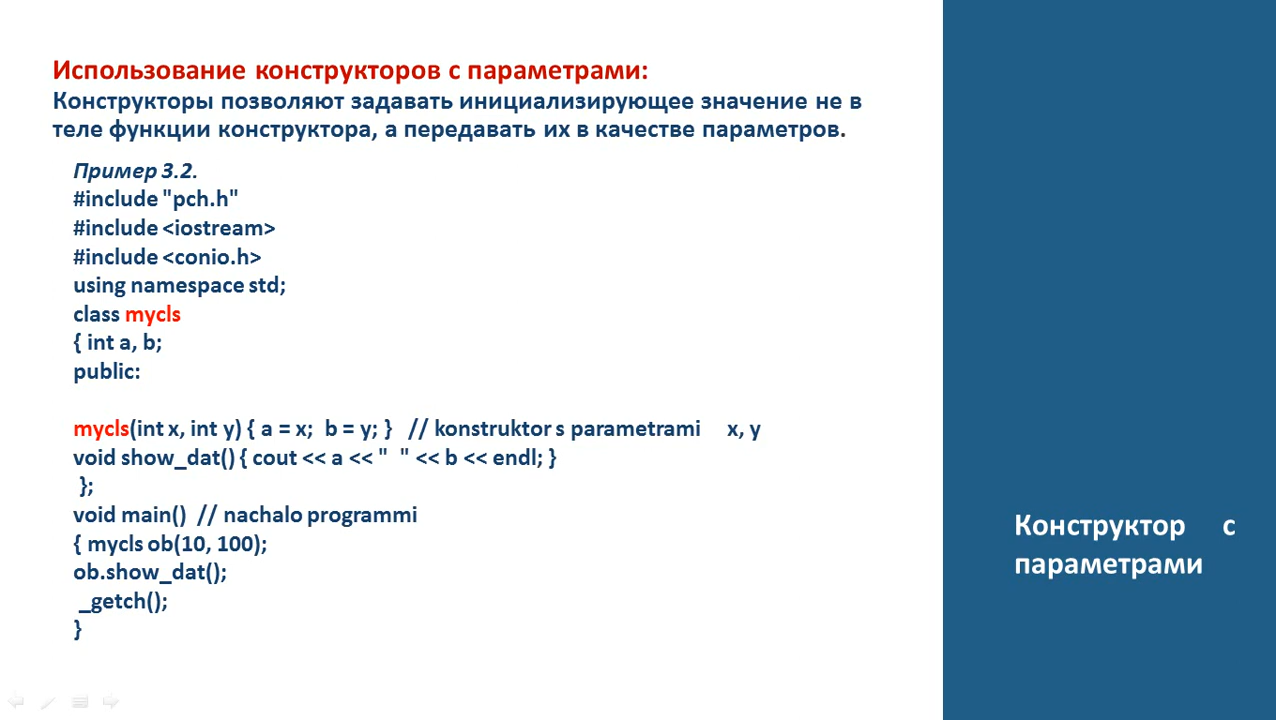 Использование конструкторов с параметрами:
Конструкторы позволяют задавать инициализирующее значение не в
теле функции конструктора, а передавать их в качестве параметров.
Пример 3.2.
#include "pch.h"
#include <iostream>
#include <conio.h>
using namespace std;
class mycls
{ int a, b;
public:
mycls(int x, int y) { a = x;  b = y; }   // konstruktor s parametrami    x, y
void show_dat() { cout << a << "  " << b << endl; }
};
void main()  // nachalo programmi
{ mycls ob(10, 100);
ob.show_dat();
_getch();
}
Конструктор с
параметрами